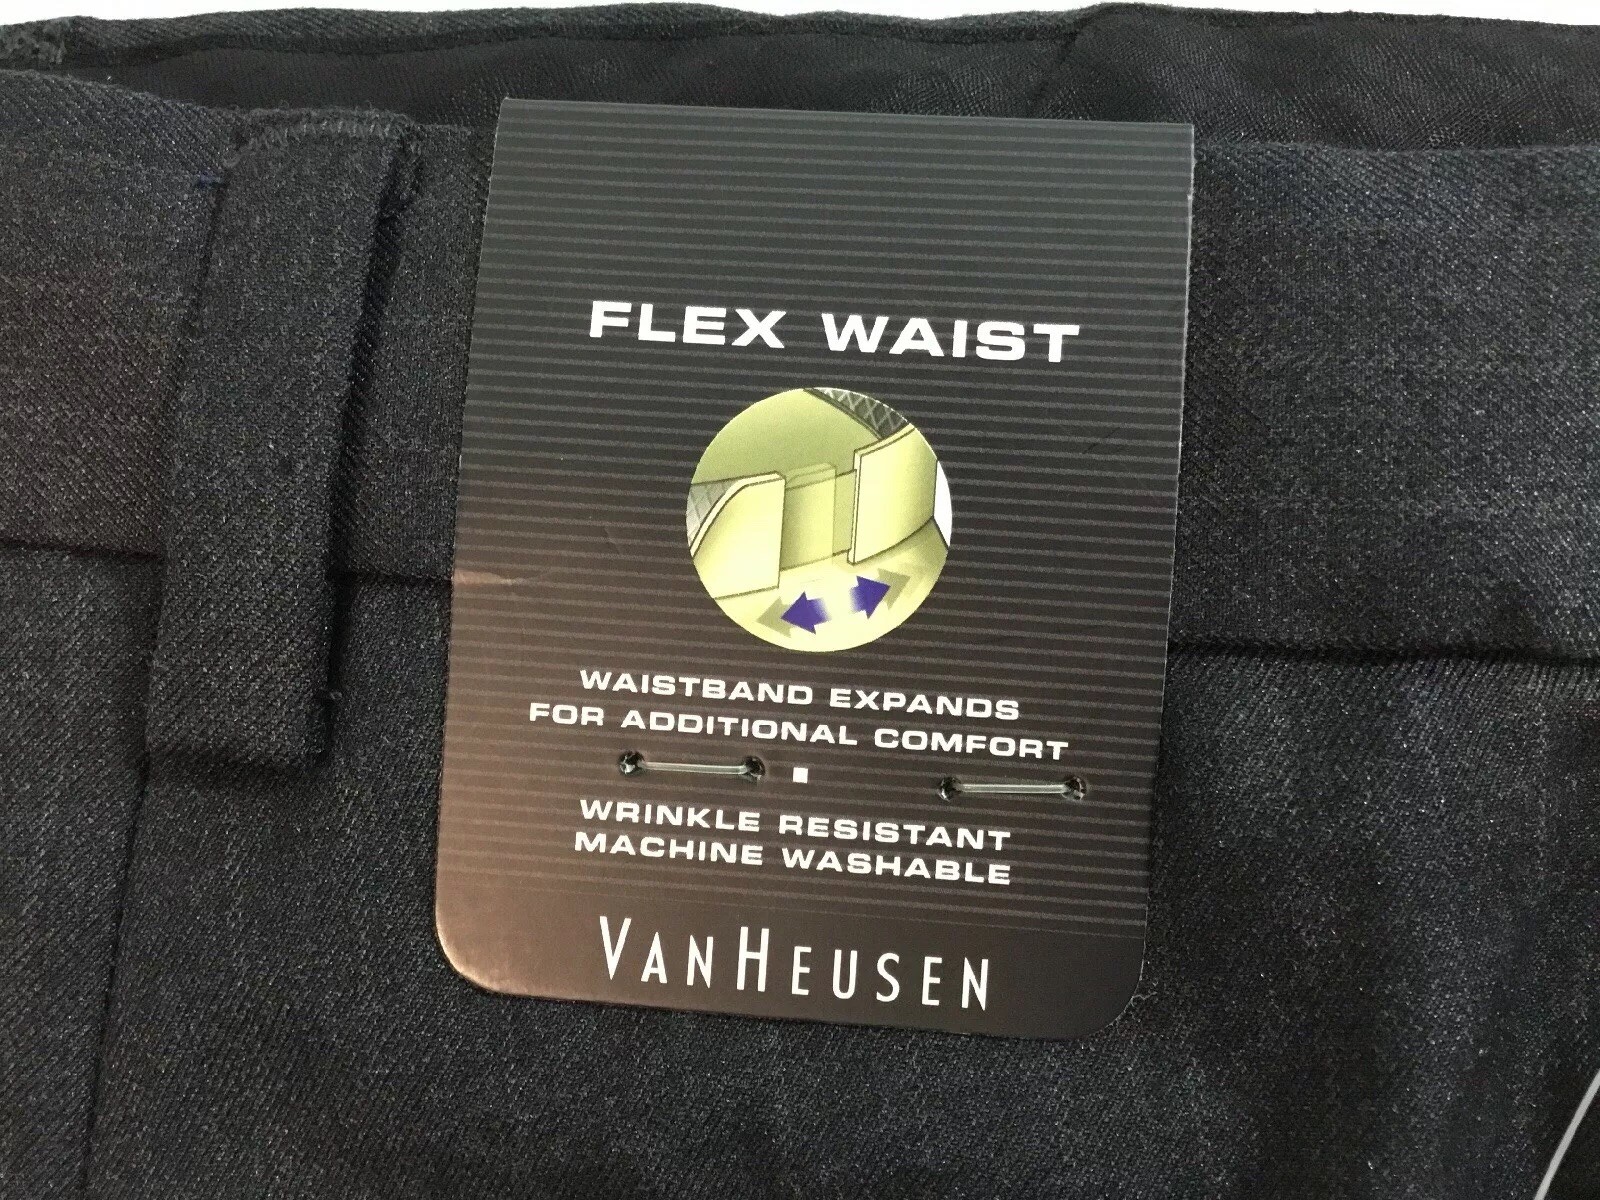 FLEX WAIST
WAISTBAND EXPANDS
FOR ADDITIONAL COMFORT
WRINKLE RESISTANT
MACHINE WASHABLE
VANHEUSEN